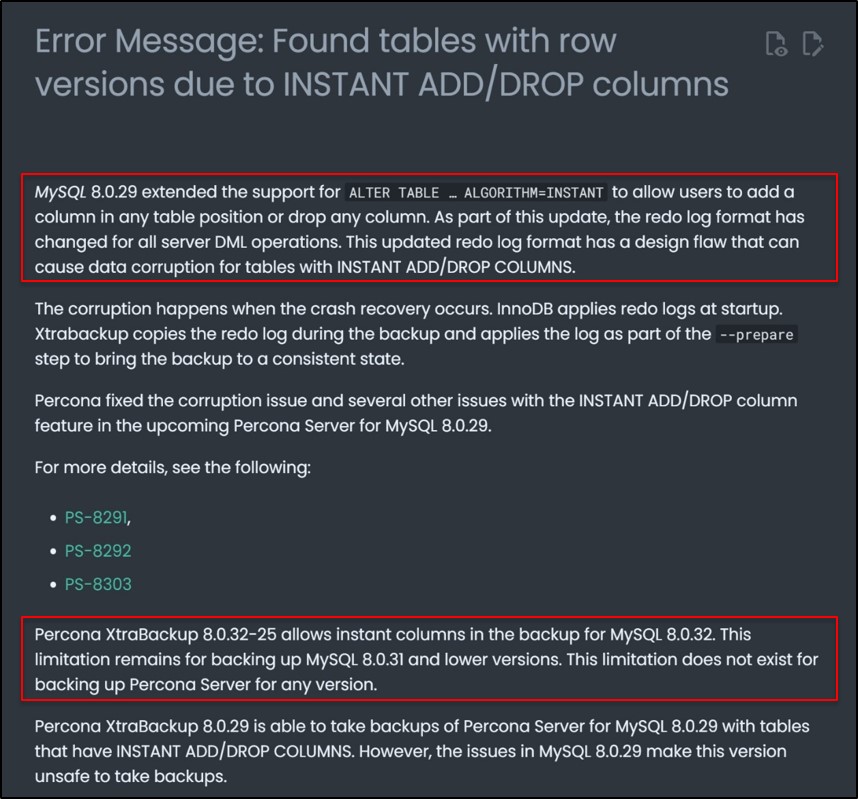 Error Message: Found tables with row
versions due to INSTANT ADD/DROP columns
MySQL 8.0.29 extended the support for ALTER TABLE … ALGORITHM=INSTANT to allow users to add a
column in any table position or drop any column. As part of this update, the redo log format has
changed for all server DML operations. This updated redo log format has a design flaw that can
cause data corruption for tables with INSTANT ADD/DROP COLUMNS.
The corruption happens when the crash recovery occurs. InnoDB applies redo logs at startup.
Xtrabackup copies the redo log during the backup and applies the log as part of the --prepare
step to bring the backup to a consistent state.
Percona fixed the corruption issue and several other issues with the INSTANT ADD/DROP column
feature in the upcoming Percona Server for MySQL 8.0.29.
For more details, see the following:
• PS-8291,
• PS-8292
• PS-8303
Percona XtraBackup 8.0.32-25 allows instant columns in the backup for MySQL 8.0.32. This
limitation remains for backing up MySQL 8.0.31 and lower versions. This limitation does not exist for
backing up Percona Server for any version.
Percona XtraBackup 8.0.29 is able to take backups of Percona Server for MySQL 8.0.29 with tables
that have INSTANT ADD/DROP COLUMNS. However, the issues in MySQL 8.0.29 make this version
unsafe to take backups.